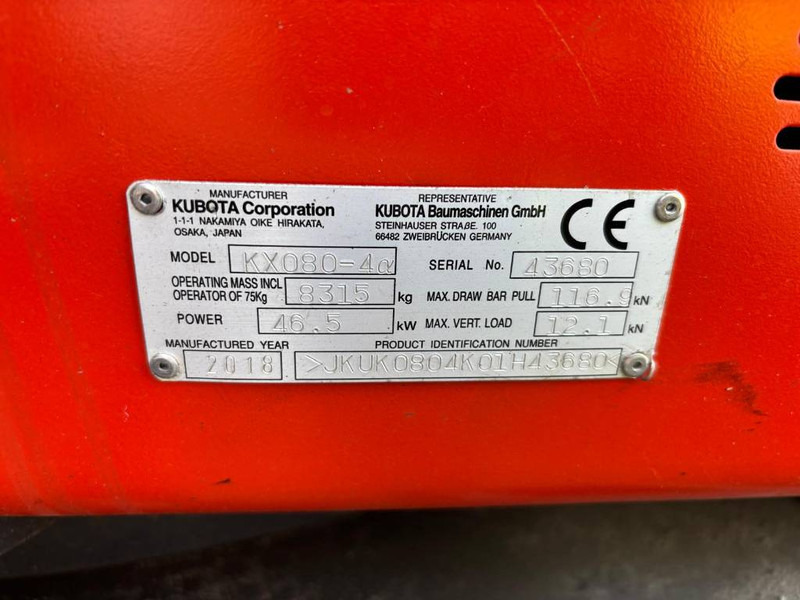 MANUFACTURER
KUBOTA Corporation
1-1-1 NAKAMIYA OIKE HIRAKATA,
OSAKA, JAPAN
REPRESENTATIVE
KUBOTA Baumaschinen GmbH
STEINHAUSER STRAßE. 100
66482 ZWEIBRÜCKEN GERMANY
CE
MODEL KX080-4α SERIAL No. 43680
OPERATING MASS INCL
OPERATOR OF 75Kg 8315 kg MAX. DRAW BAR PULL 116.9 kN
POWER 46.5 kW MAX. VERT. LOAD 12.1 kN
MANUFACTURED YEAR PRODUCT IDENTIFICATION NUMBER
2018 >JKUK0804K01H43680<